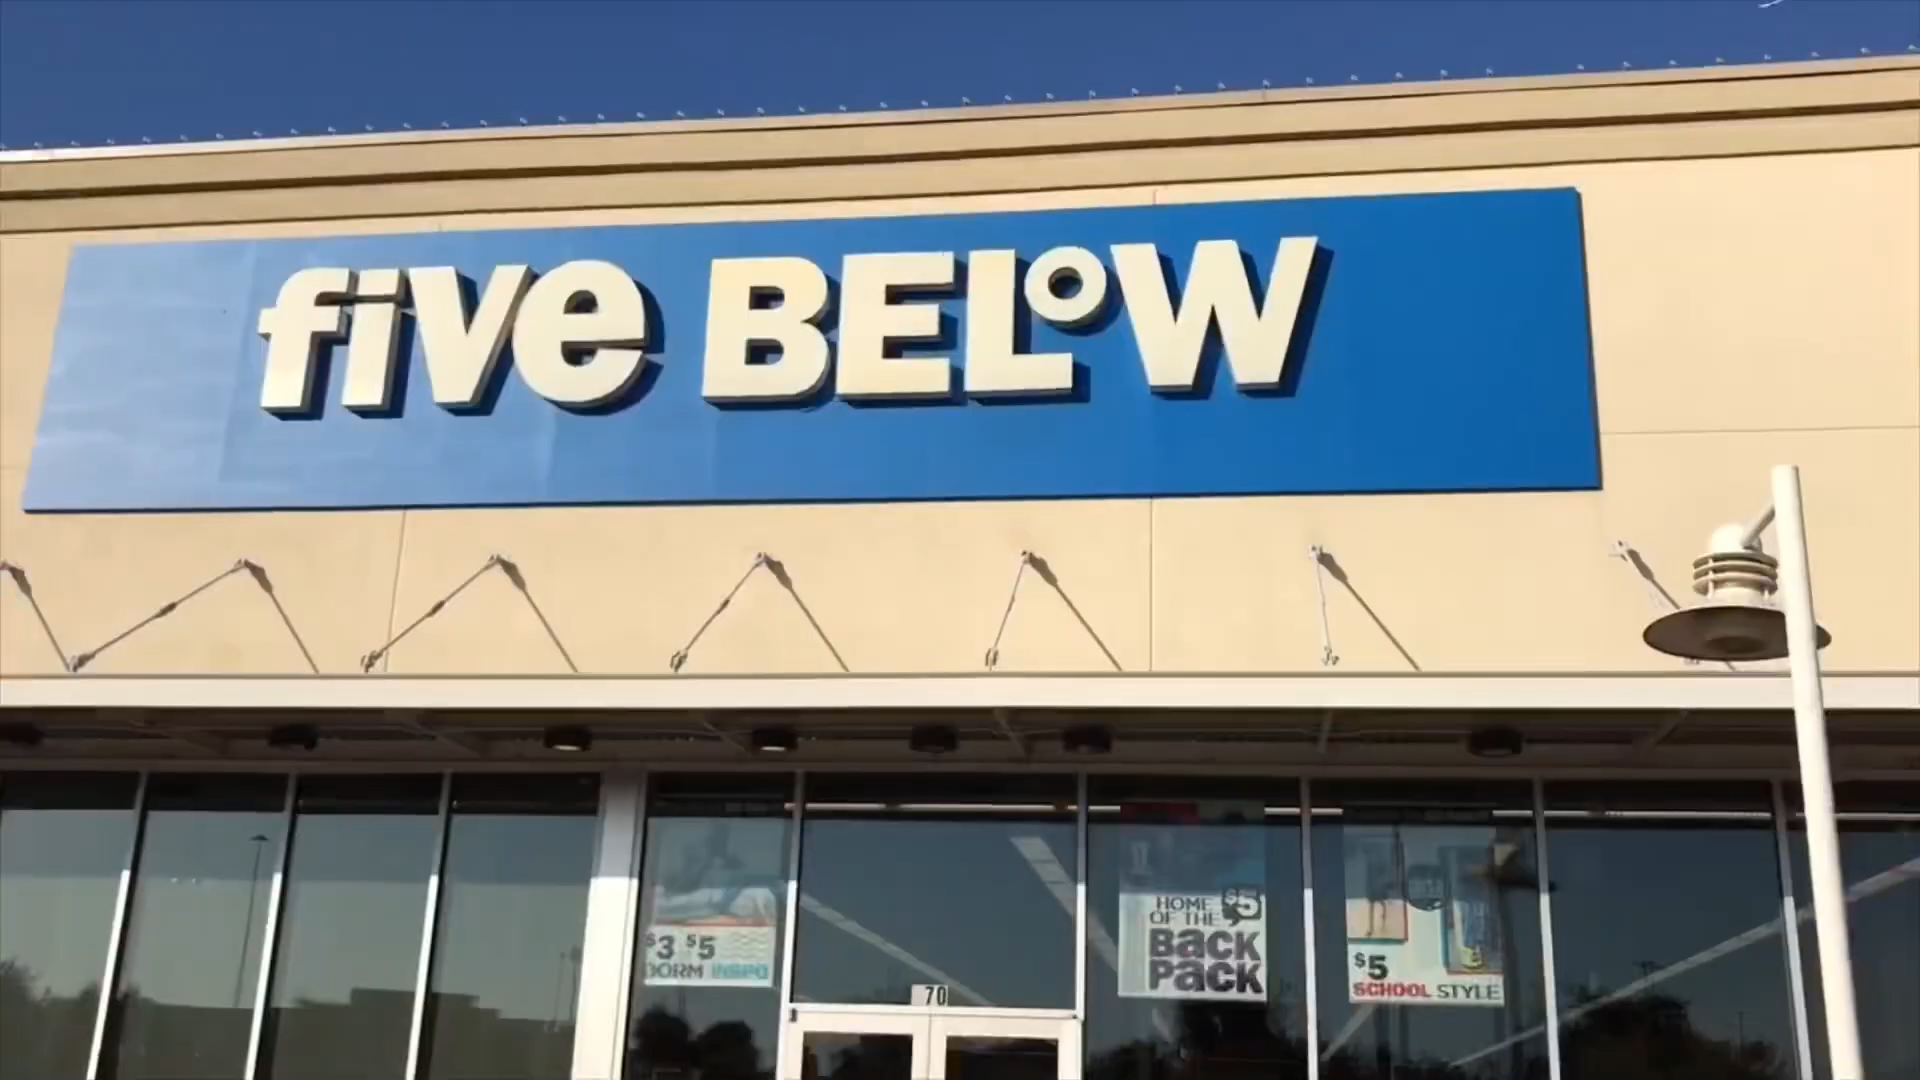 five BELOW
$3 $5
DORM INSPO
70
HOME $5
OF THE
BACK
PACK
$5
SCHOOL STYLE